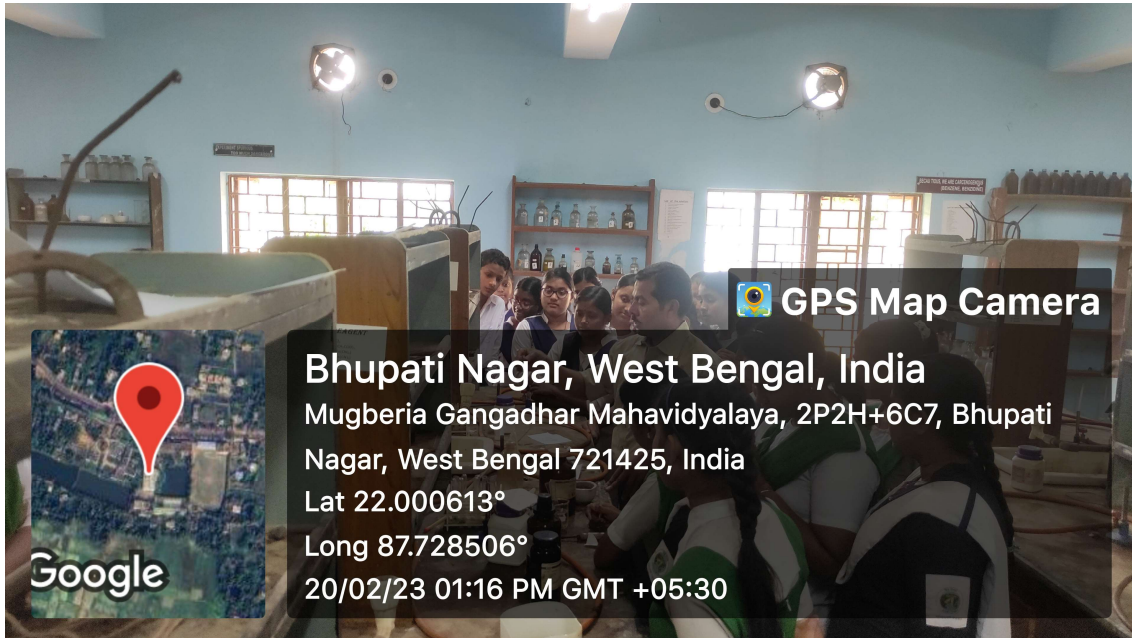 GPS Map Camera
Bhupati Nagar, West Bengal, India
Mugberia Gangadhar Mahavidyalaya, 2P2H+6C7, Bhupati
Nagar, West Bengal 721425, India
Lat 22.000613°
Long 87.728506°
20/02/23 01:16 PM GMT +05:30
Google